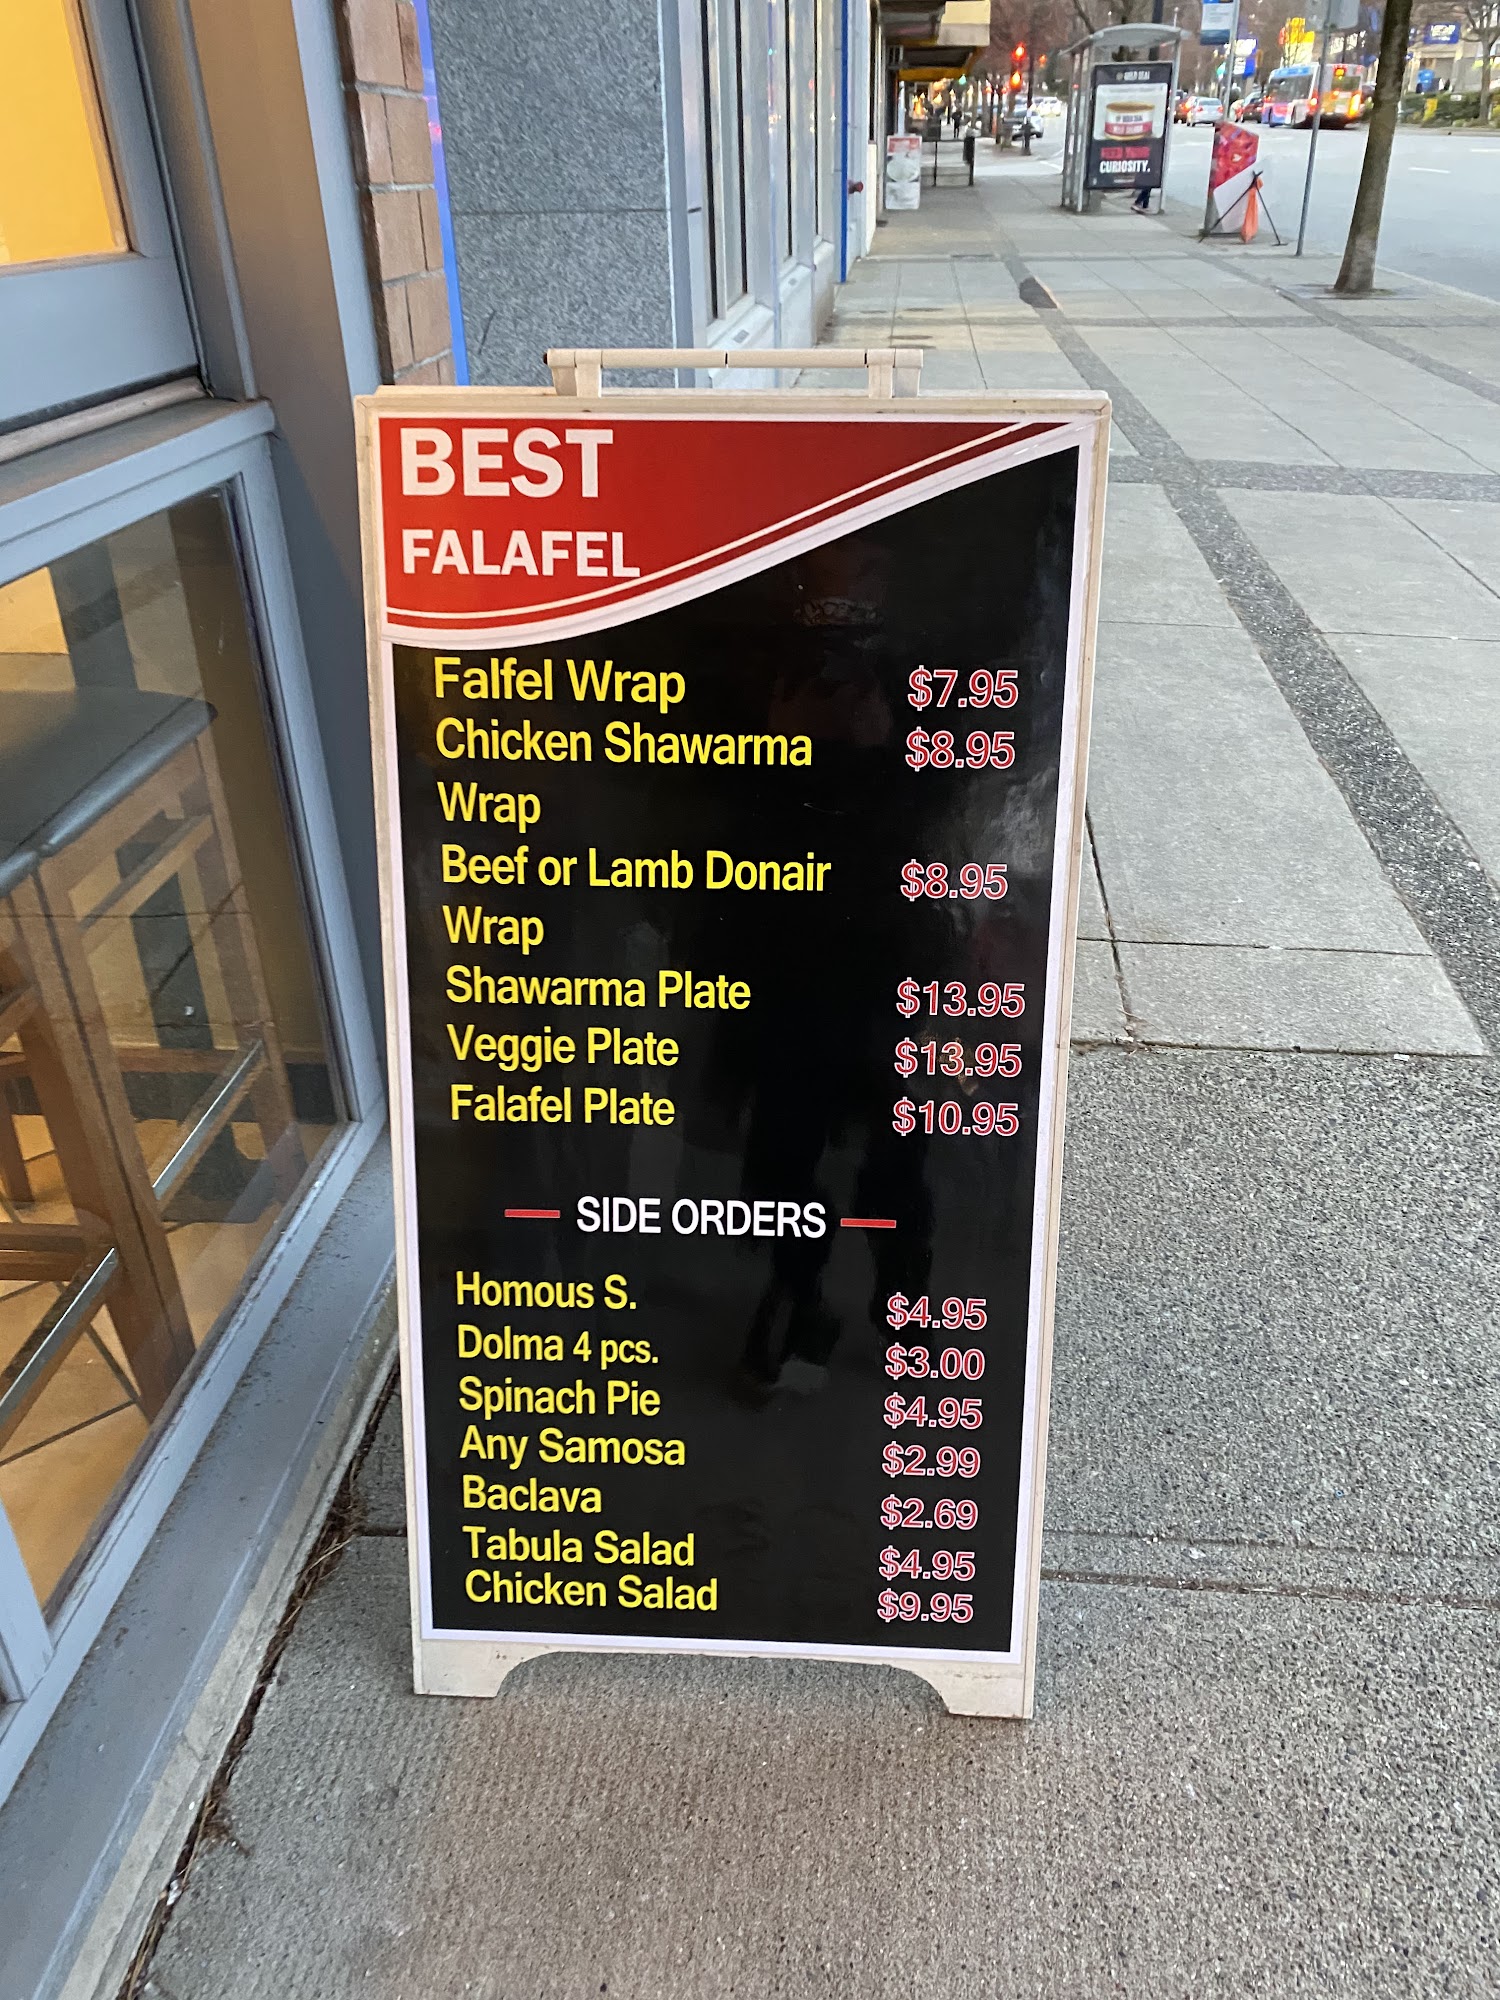 BEST
FALAFEL
Falfel Wrap $7.95
Chicken Shawarma $8.95
Wrap
Beef or Lamb Donair $8.95
Wrap
Shawarma Plate $13.95
Veggie Plate $13.95
Falafel Plate $10.95
SIDE ORDERS
Homous S. $4.95
Dolma 4 pcs. $3.00
Spinach Pie $4.95
Any Samosa $2.99
Baclava $2.69
Tabula Salad $4.95
Chicken Salad $9.95
CURIOSITY.